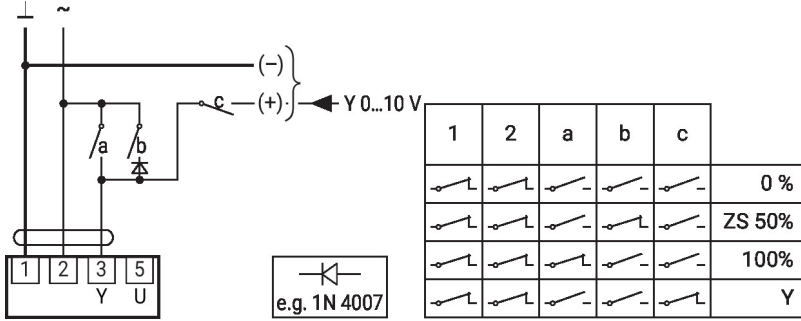 ⊥ ~
(–)
c (+) Y 0...10 V
a b
1 2 3 5
Y U
e.g. 1N 4007
1 2 a b c
0 %
ZS 50%
100%
Y